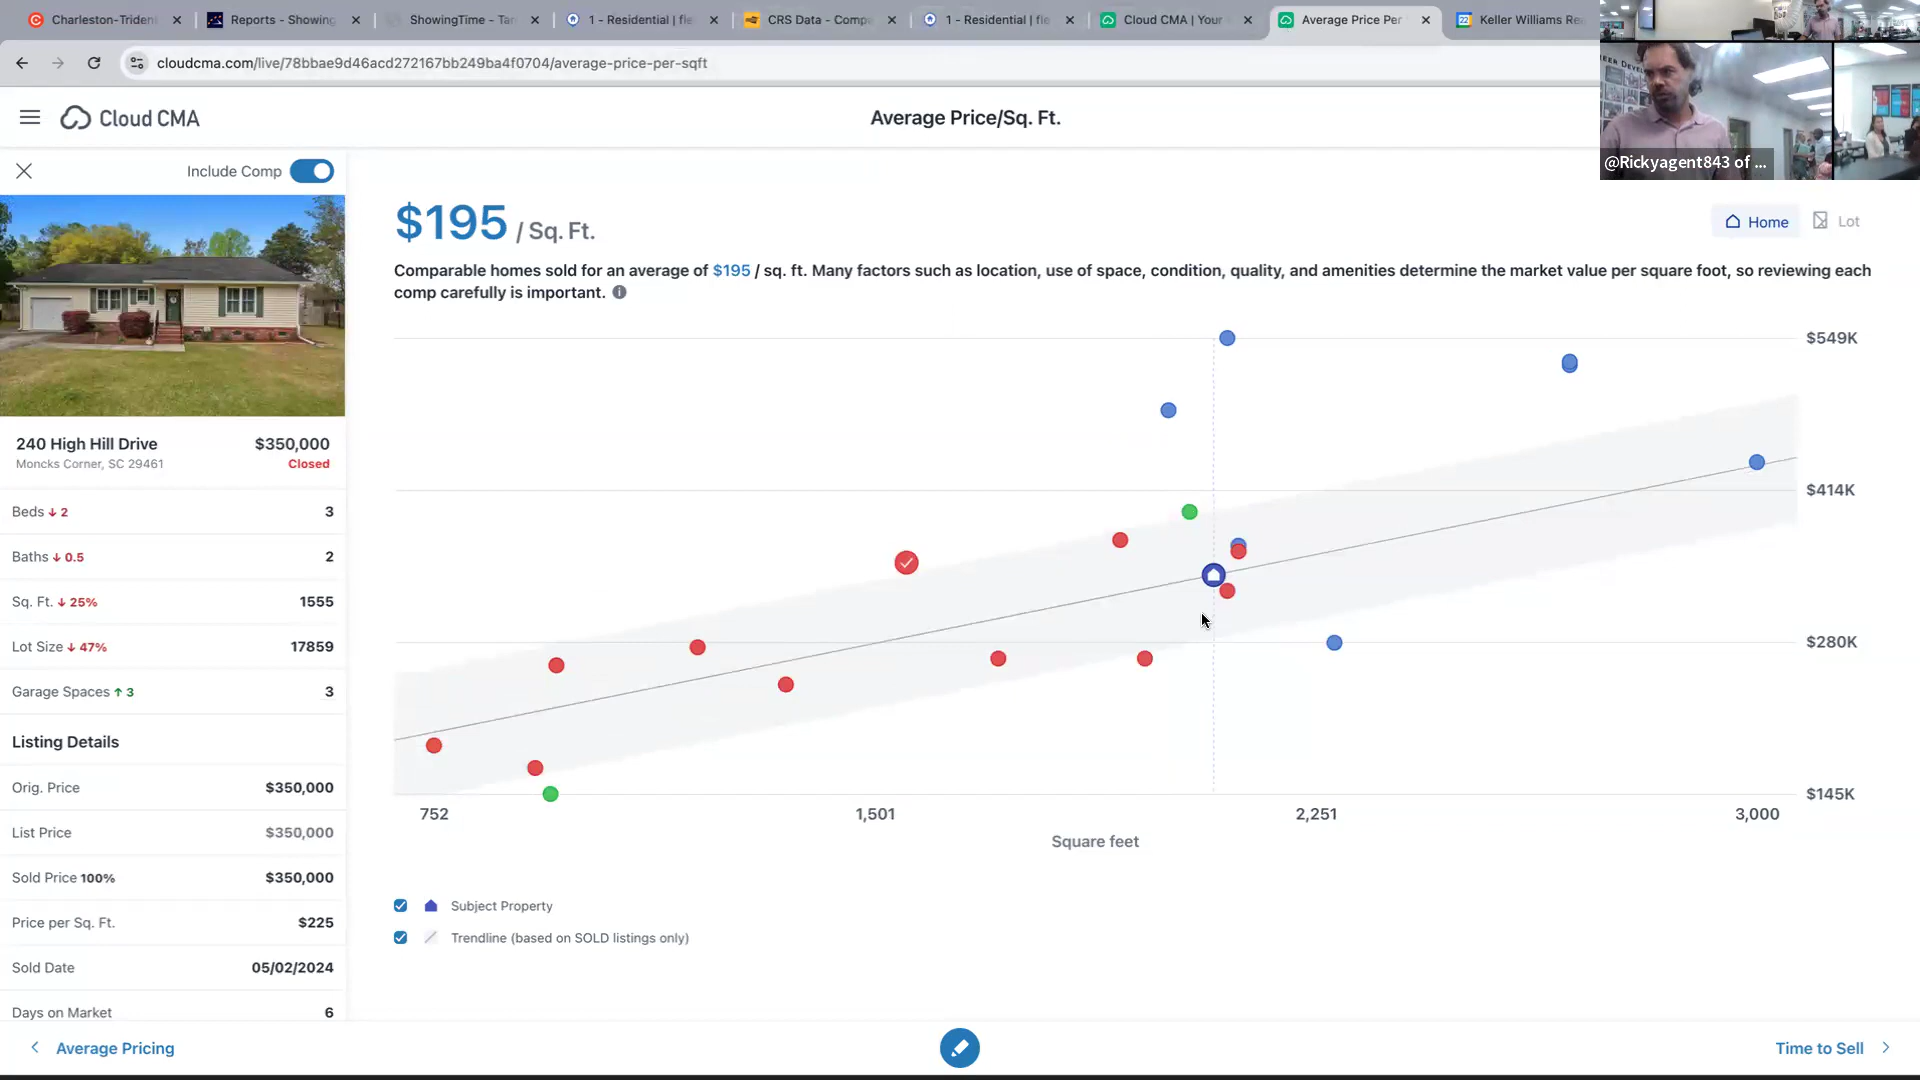 Charleston-Triden
Reports - Showing
ShowingTime - Ta
1 - Residential | fle
CRS Data - Compa
1 - Residential | fle
Cloud CMA | Your
Average Price Per
Keller Williams Re
cloudcma.com/live/78bbae9d46acd272167bb249ba4f0704/average-price-per-sqft
@Rickyagent843 of ...
Cloud CMA
Average Price/Sq. Ft.
Include Comp
240 High Hill Drive
$350,000
Moncks Corner, SC 29461
Closed
Beds ↓ 2
3
Baths ↓ 0.5
2
Sq. Ft. ↓ 25%
1555
Lot Size ↓ 47%
17859
Garage Spaces ↑ 3
3
Listing Details
Orig. Price
$350,000
List Price
$350,000
Sold Price 100%
$350,000
Price per Sq. Ft.
$225
Sold Date
05/02/2024
Days on Market
6
$195 / Sq. Ft.
Home
Lot
Comparable homes sold for an average of $195 / sq. ft. Many factors such as location, use of space, condition, quality, and amenities determine the market value per square foot, so reviewing each
comp carefully is important.
$549K
$414K
$280K
$145K
752
1,501
2,251
3,000
Square feet
Subject Property
Trendline (based on SOLD listings only)
Average Pricing
Time to Sell